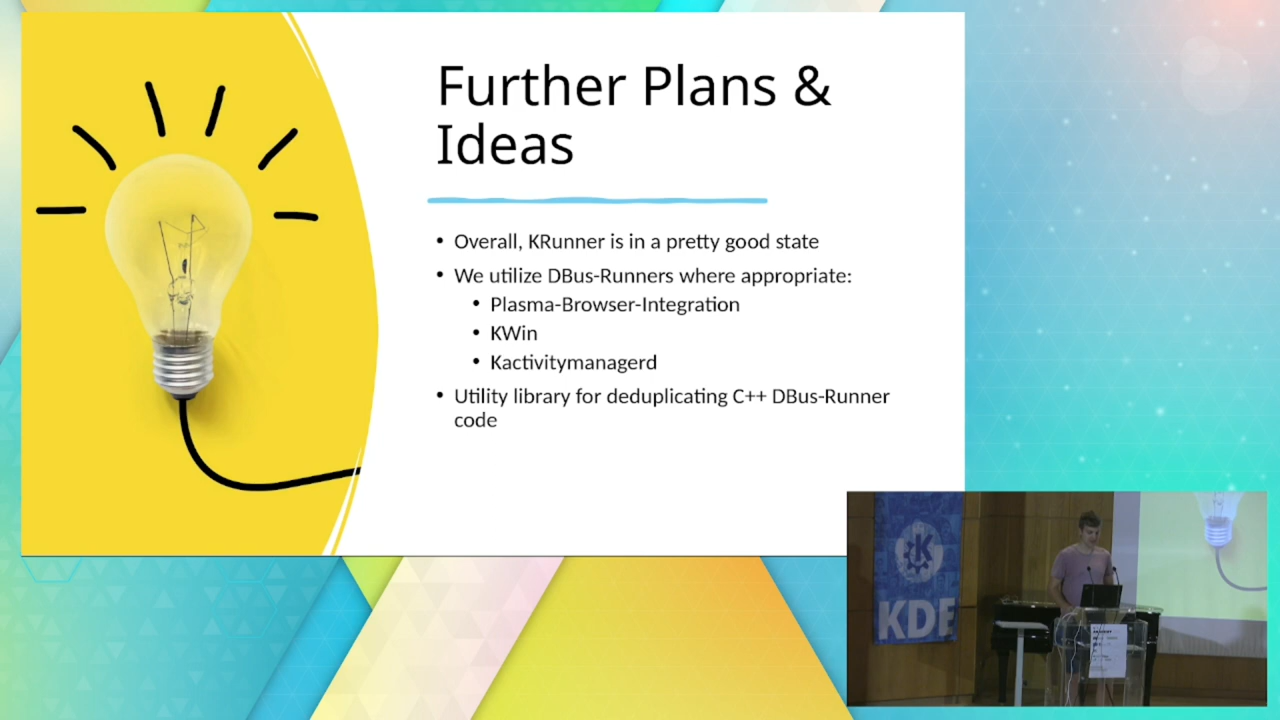 Further Plans &
Ideas
• Overall, KRunner is in a pretty good state
• We utilize DBus-Runners where appropriate:
• Plasma-Browser-Integration
• KWin
• Kactivitymanagerd
• Utility library for deduplicating C++ DBus-Runner
code
K
KDE